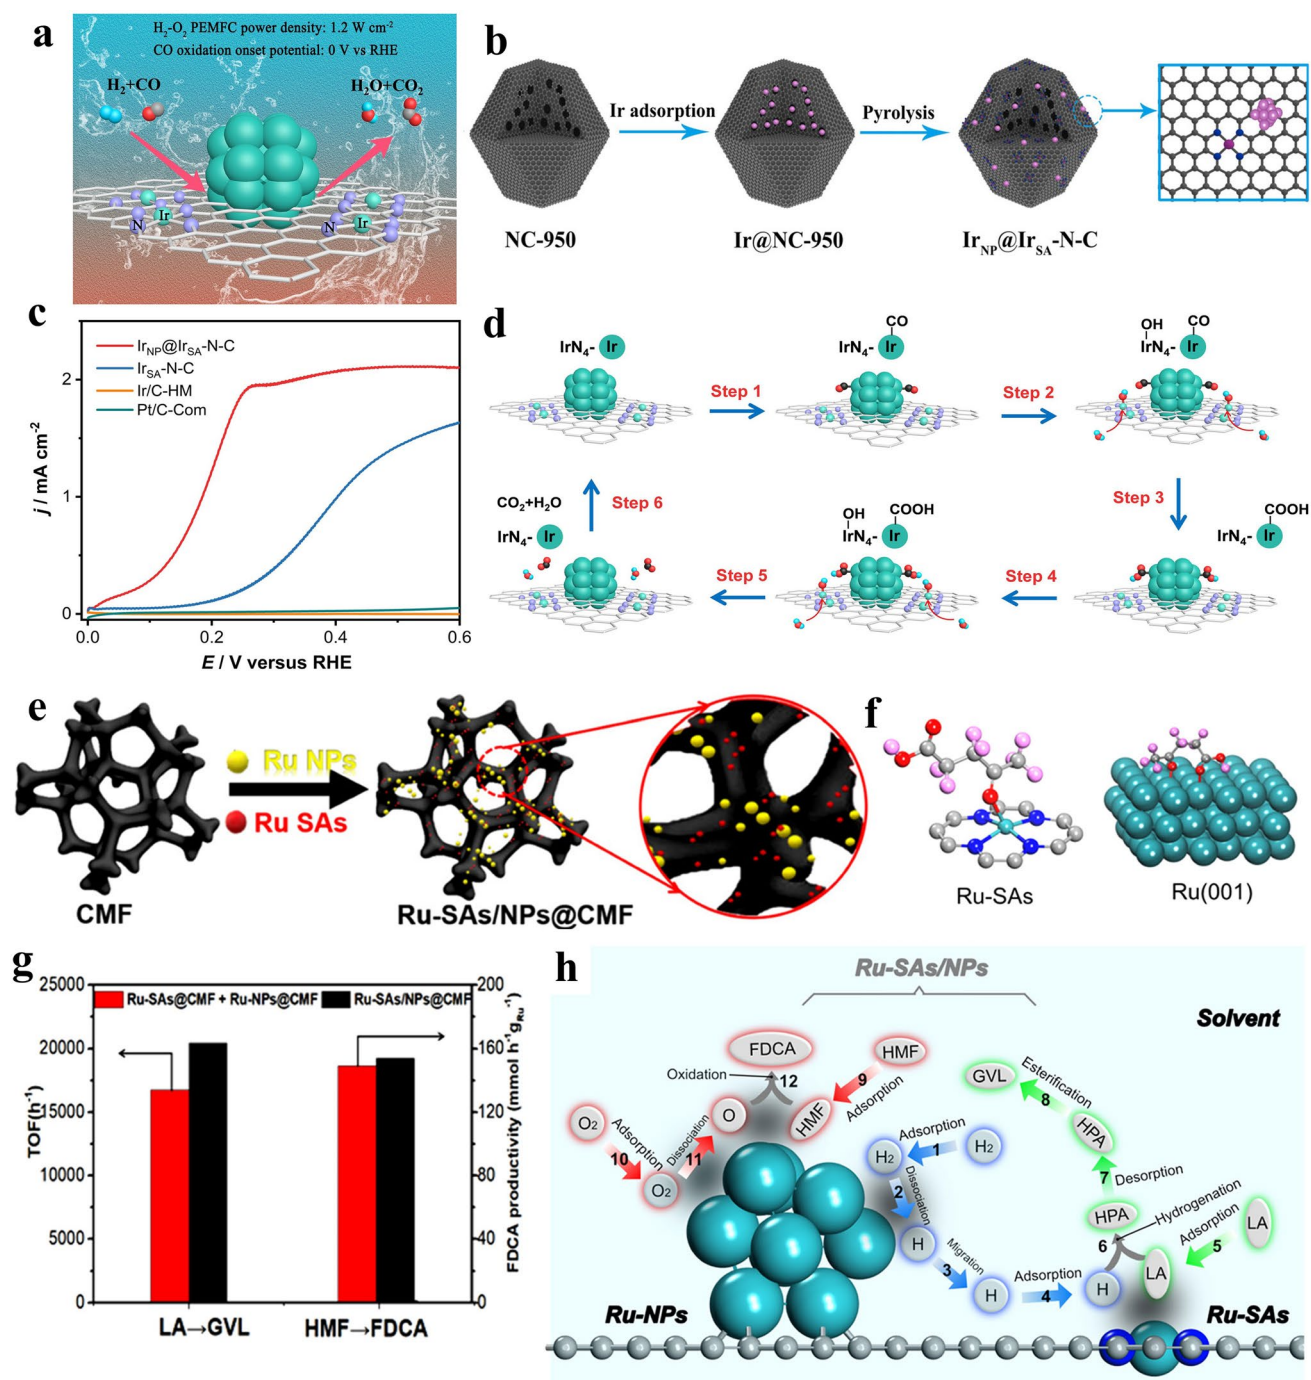 a
H₂-O₂ PEMFC power density: 1.2 W cm⁻²
CO oxidation onset potential: 0 V vs RHE
H₂+CO
H₂O+CO₂
N
Ir
N
Ir
b
Ir adsorption
Pyrolysis
NC-950
Ir@NC-950
Ir_NP@Ir_SA-N-C
c
Ir_NP@Ir_SA-N-C
Ir_SA-N-C
Ir/C-HM
Pt/C-Com
2
1
0
j / mA cm⁻²
0.0
0.2
0.4
0.6
E / V versus RHE
d
IrN₄-
Ir
Step 1
CO
IrN₄-
Ir
Step 2
OH
CO
IrN₄-
Ir
Step 3
COOH
IrN₄-
Ir
Step 4
OH
COOH
IrN₄-
Ir
Step 5
CO₂+H₂O
IrN₄-
Ir
Step 6
e
Ru NPs
Ru SAs
CMF
Ru-SAs/NPs@CMF
f
Ru-SAs
Ru(001)
g
Ru-SAs@CMF + Ru-NPs@CMF
Ru-SAs/NPs@CMF
25000
20000
15000
10000
5000
0
TOF(h⁻¹)
200
160
120
80
40
0
FDCA productivity (mmol h⁻¹g_Ru⁻¹)
LA→GVL
HMF→FDCA
h
Ru-SAs/NPs
Solvent
FDCA
HMF
Oxidation
12
9
Adsorption
GVL
Esterification
8
O₂
Adsorption
10
O₂
Dissociation
11
O
HMF
HPA
H₂
Adsorption
1
H₂
Dissociation
2
H
Migration
3
H
Adsorption
4
H
7
Desorption
HPA
Hydrogenation
6
LA
Adsorption
5
LA
Ru-NPs
Ru-SAs